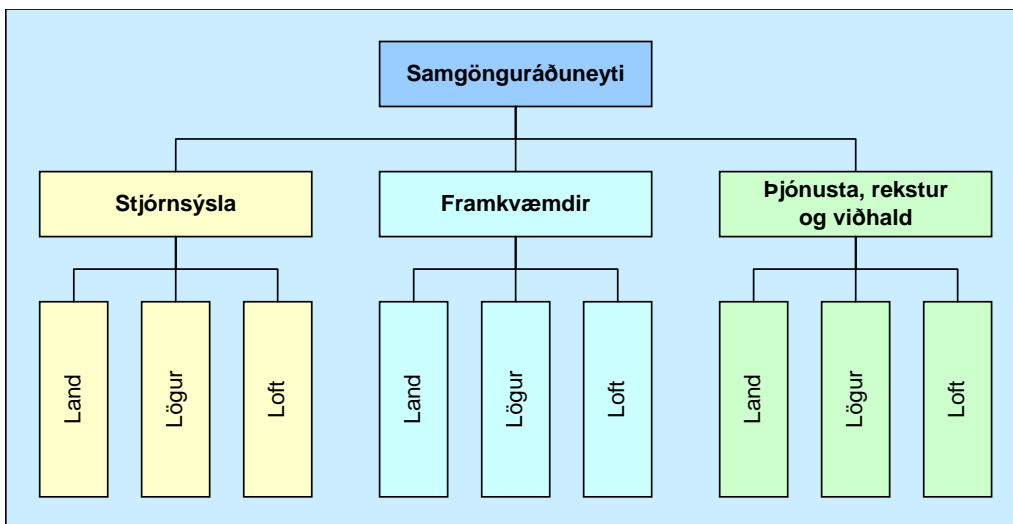 Samgönguráðuneyti
Stjórnsýsla
Framkvæmdir
Þjónusta, rekstur
og viðhald
Land
Lögur
Loft
Land
Lögur
Loft
Land
Lögur
Loft